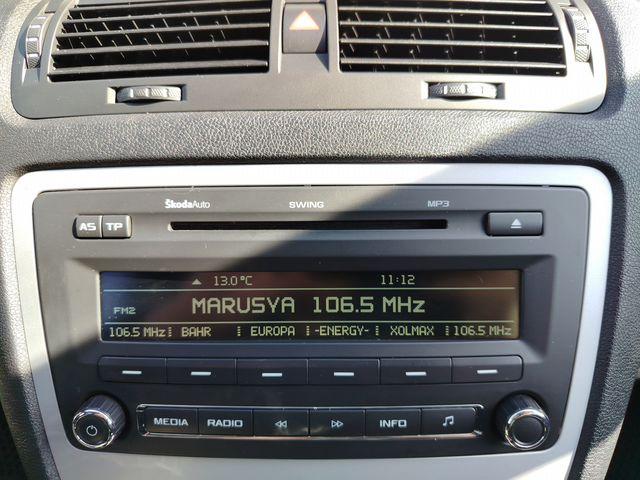 ŠkodaAuto SWING MP3
AS TP
13.0°C 11:12
FM2 MARUSYA 106.5 MHz
106.5 MHz BAHR EUROPA -ENERGY- XOLMAX 106.5 MHz
MEDIA RADIO INFO